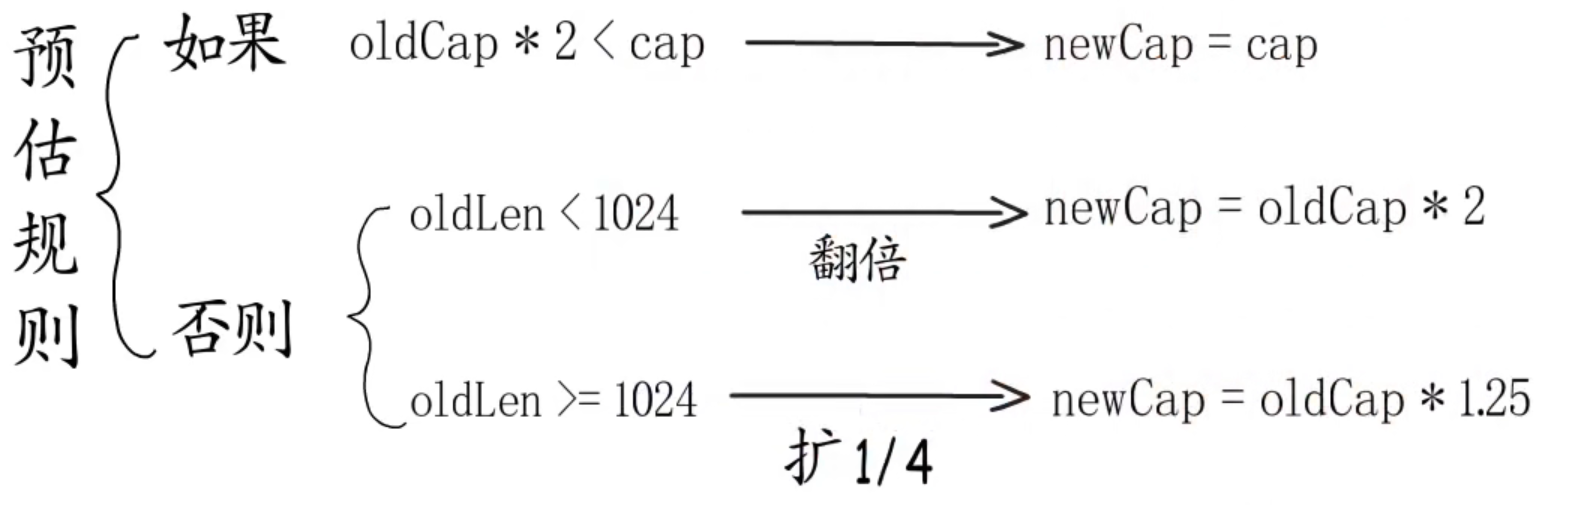 预估规则
如果 oldCap * 2 < cap newCap = cap
否则
oldLen < 1024 翻倍 newCap = oldCap * 2
oldLen >= 1024 扩 1/4 newCap = oldCap * 1.25